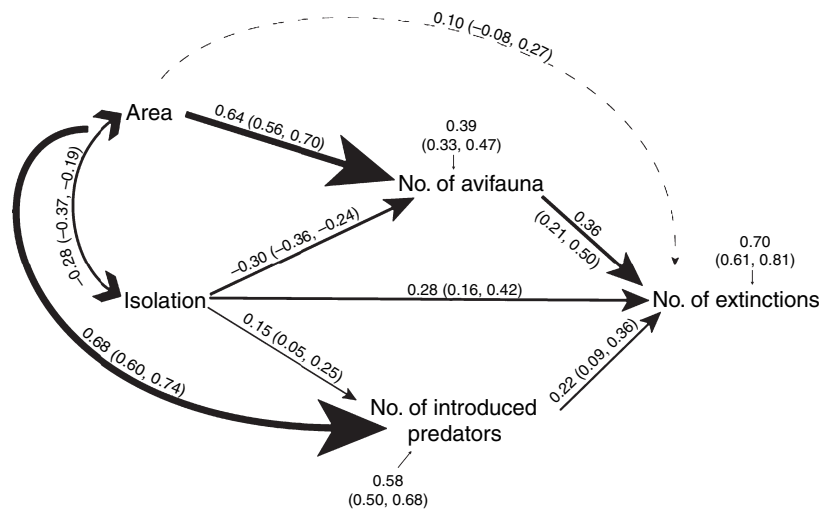 0.10 (–0.08, 0.27)
Area
0.64 (0.56, 0.70)
0.39
(0.33, 0.47)
No. of avifauna
–0.28 (–0.37, –0.19)
–0.30 (–0.36, –0.24)
0.36
(0.21, 0.50)
0.70
(0.61, 0.81)
Isolation
0.28 (0.16, 0.42)
No. of extinctions
0.15 (0.05, 0.25)
0.68 (0.60, 0.74)
0.22 (0.09, 0.36)
No. of introduced
predators
0.58
(0.50, 0.68)